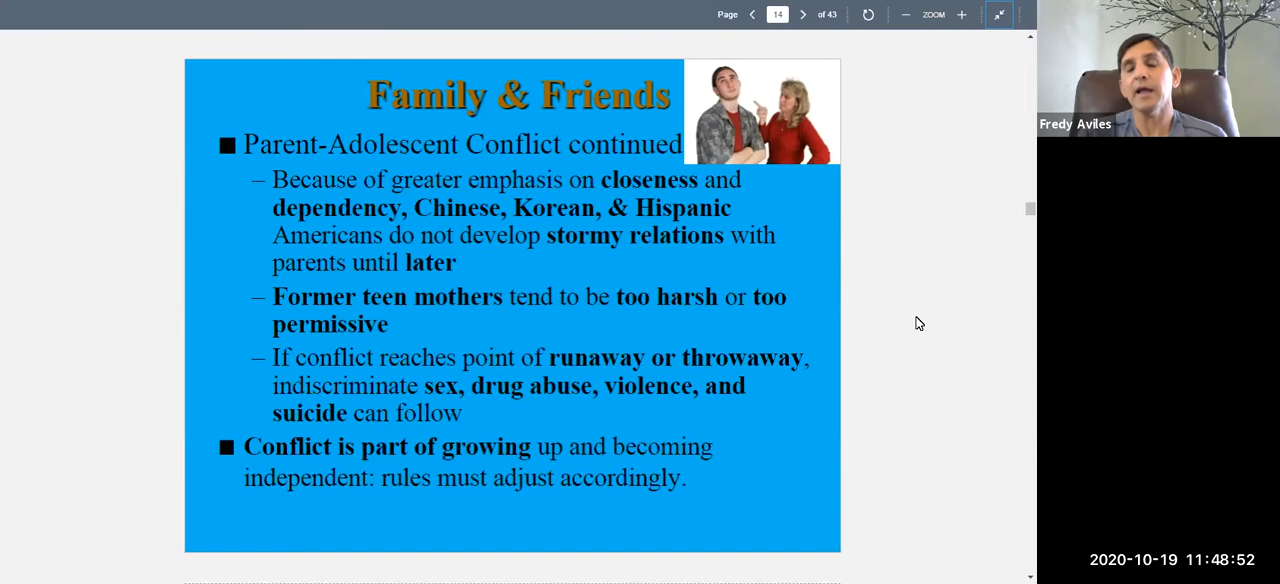 Page 14 of 43 ZOOM
Family & Friends
Parent-Adolescent Conflict continued
– Because of greater emphasis on closeness and
dependency, Chinese, Korean, & Hispanic
Americans do not develop stormy relations with
parents until later
– Former teen mothers tend to be too harsh or too
permissive
– If conflict reaches point of runaway or throwaway,
indiscriminate sex, drug abuse, violence, and
suicide can follow
Conflict is part of growing up and becoming
independent: rules must adjust accordingly.
Fredy Aviles
2020-10-19 11:48:52